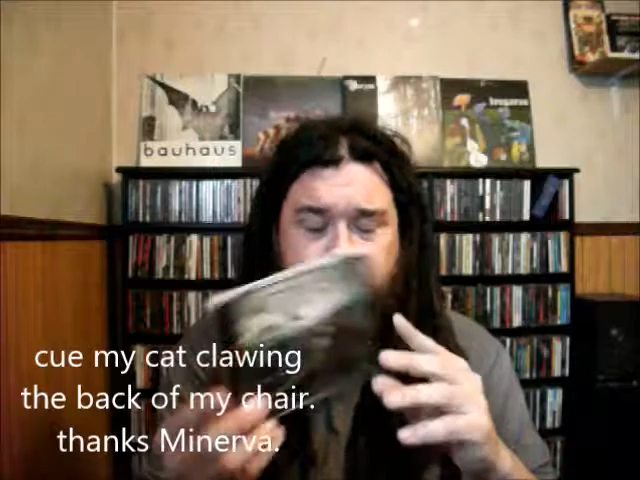 bauhaus
cue my cat clawing
the back of my chair.
thanks Minerva.